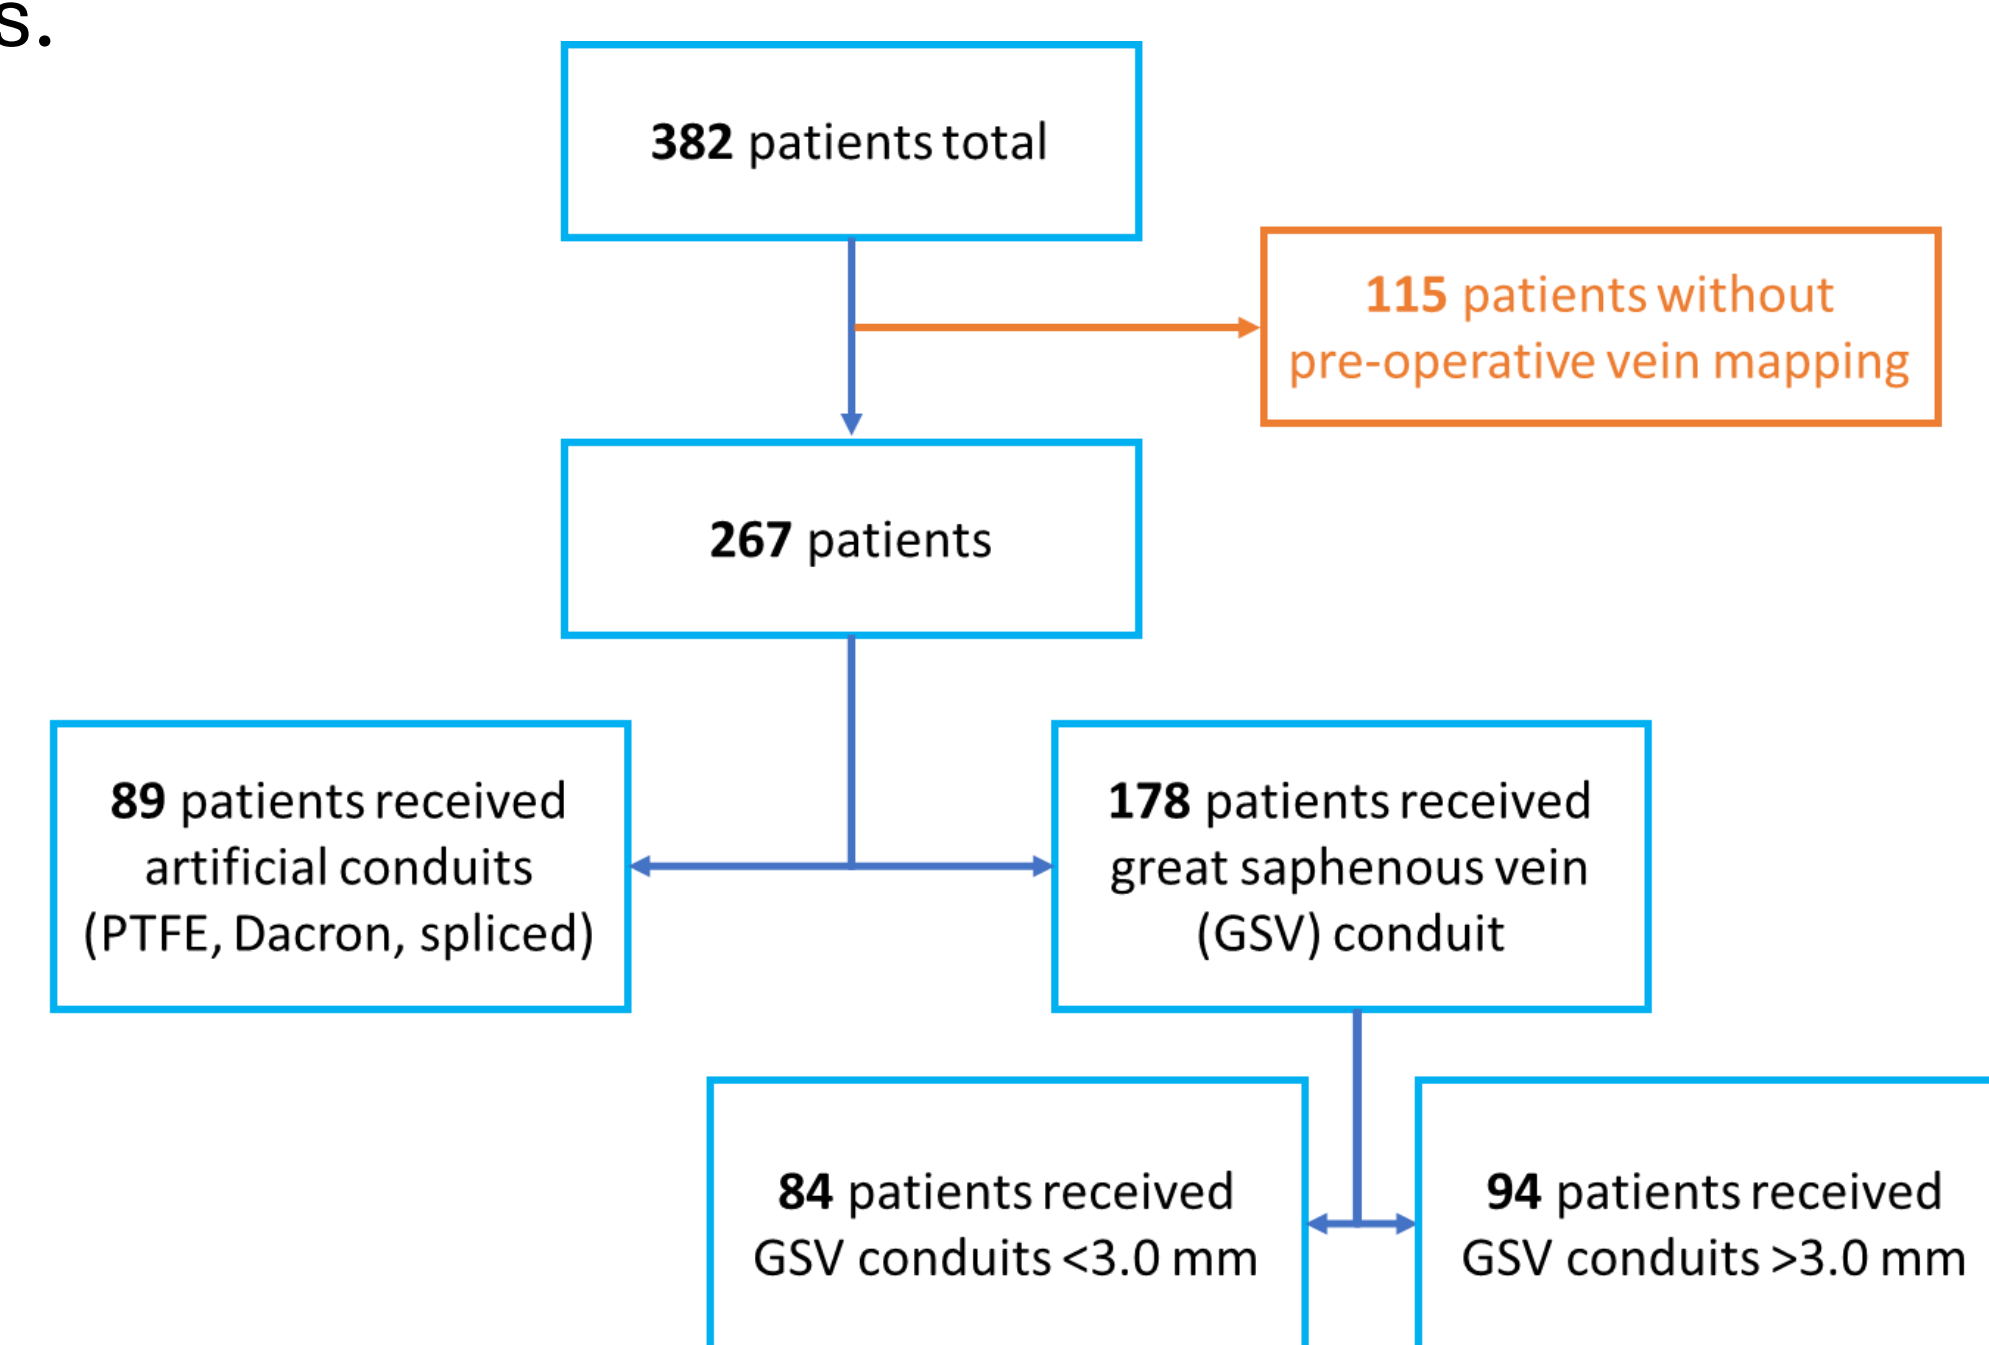 s.
382 patients total
115 patients without
pre-operative vein mapping
267 patients
89 patients received
artificial conduits
(PTFE, Dacron, spliced)
178 patients received
great saphenous vein
(GSV) conduit
84 patients received
GSV conduits <3.0 mm
94 patients received
GSV conduits >3.0 mm